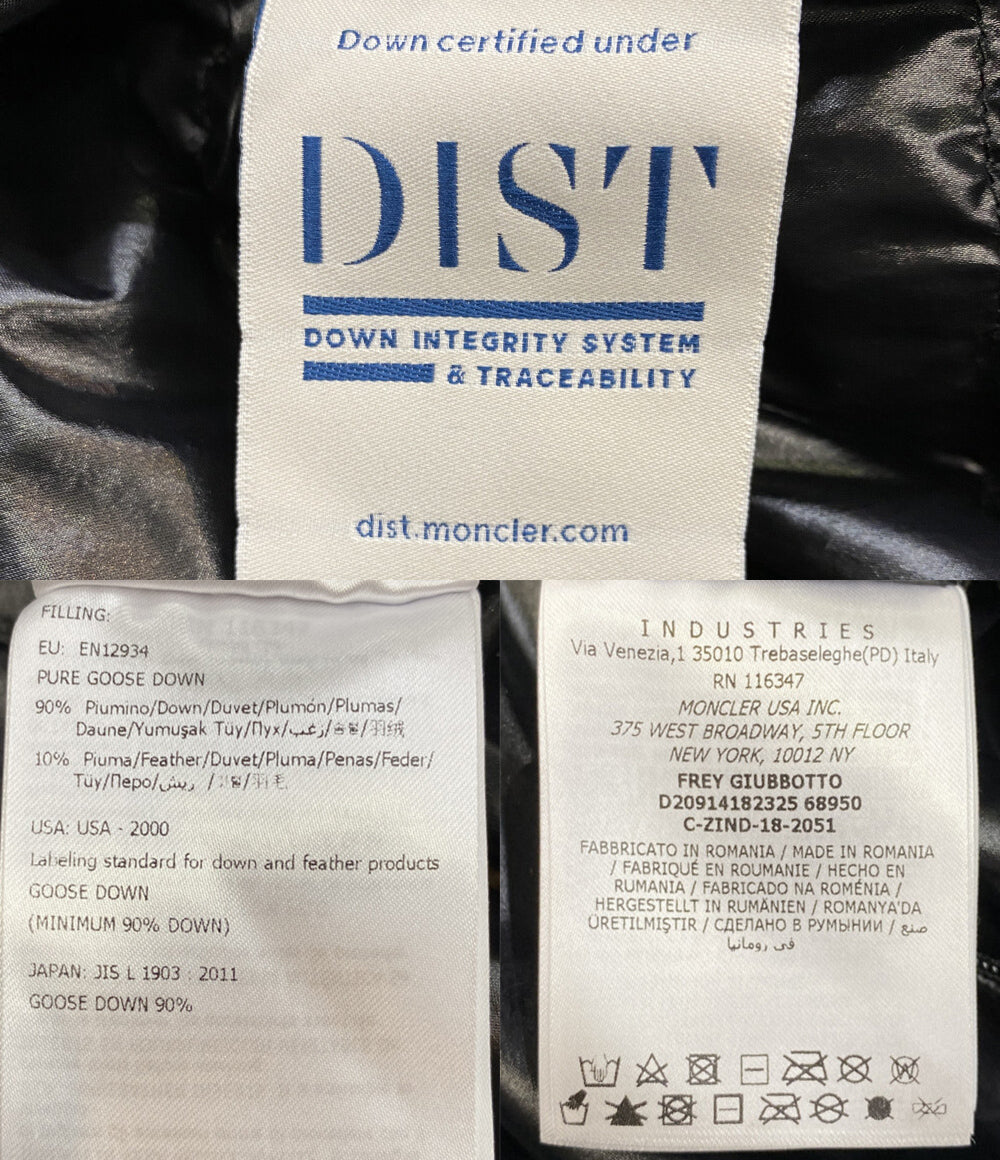 Down certified under
DIST
DOWN INTEGRITY SYSTEM
& TRACEABILITY
dist.moncler.com
FILLING:
EU: EN12934
PURE GOOSE DOWN
90% Piumino/Down/Duvet/Plumón/Plumas/
Daune/Yumuşak Tüy/Пух/زغب/羽绒
10% Piuma/Feather/Duvet/Pluma/Penas/Feder/
Tüy/Перо/ريش/羽毛
USA: USA - 2000
Labeling standard for down and feather products
GOOSE DOWN
(MINIMUM 90% DOWN)
JAPAN: JIS L 1903 : 2011
GOOSE DOWN 90%
INDUSTRIES
Via Venezia,1 35010 Trebaseleghe(PD) Italy
RN 116347
MONCLER USA INC.
375 WEST BROADWAY, 5TH FLOOR
NEW YORK, 10012 NY
FREY GIUBBOTTO
D20914182325 68950
C-ZIND-18-2051
FABBRICATO IN ROMANIA / MADE IN ROMANIA
/ FABRIQUÉ EN ROUMANIE / HECHO EN
RUMANIA / FABRICADO NA ROMÉNIA /
HERGESTELLT IN RUMÄNIEN / ROMANYA'DA
ÜRETILMIŞTIR / СДЕЛАНО В РУМЫНИИ / صنع
في رومانيا